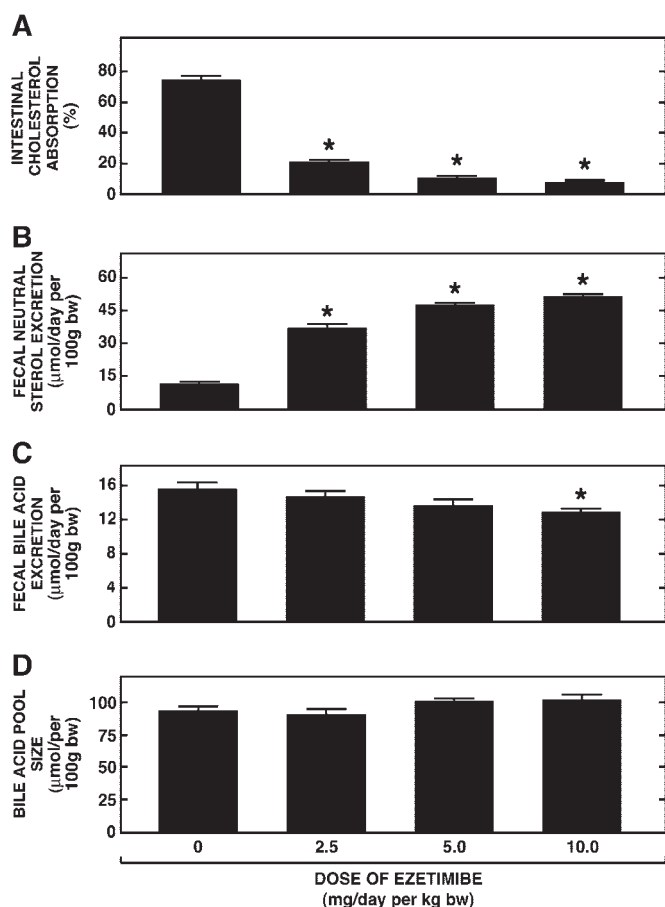 A
INTESTINAL
CHOLESTEROL
ABSORPTION
(%)
80
60
40
20
0
*
*
*
B
FECAL NEUTRAL
STEROL EXCRETION
(μmol/day per
100g bw)
60
45
30
15
0
*
*
*
C
FECAL BILE ACID
EXCRETION
(μmol/day per
100g bw)
16
12
8
4
0
*
D
BILE ACID POOL
SIZE
(μmol/per
100g bw)
100
75
50
25
0
0 2.5 5.0 10.0
DOSE OF EZETIMIBE
(mg/day per kg bw)